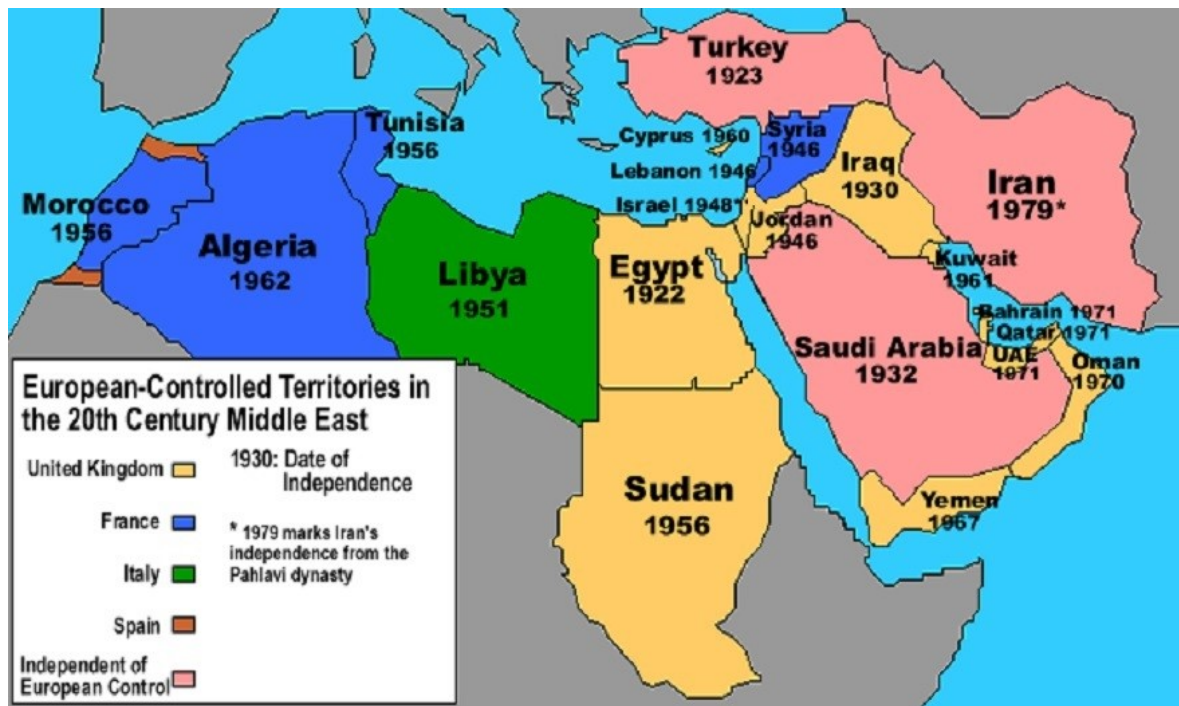 Turkey
1923
Tunisia
1956
Cyprus 1960
Syria
1946
Lebanon 1946
Iraq
1930
Iran
1979*
Morocco
1956
Israel 1948*
Jordan
1946
Algeria
1962
Libya
1951
Egypt
1922
Kuwait
1961
Bahrain 1971
Qatar 1971
Saudi Arabia
1932
UAE
1971
Oman
1970
Sudan
1956
Yemen
1967
European-Controlled Territories in
the 20th Century Middle East
United Kingdom
France
Italy
Spain
Independent of
European Control
1930: Date of
Independence
* 1979 marks Iran's
independence from the
Pahlavi dynasty